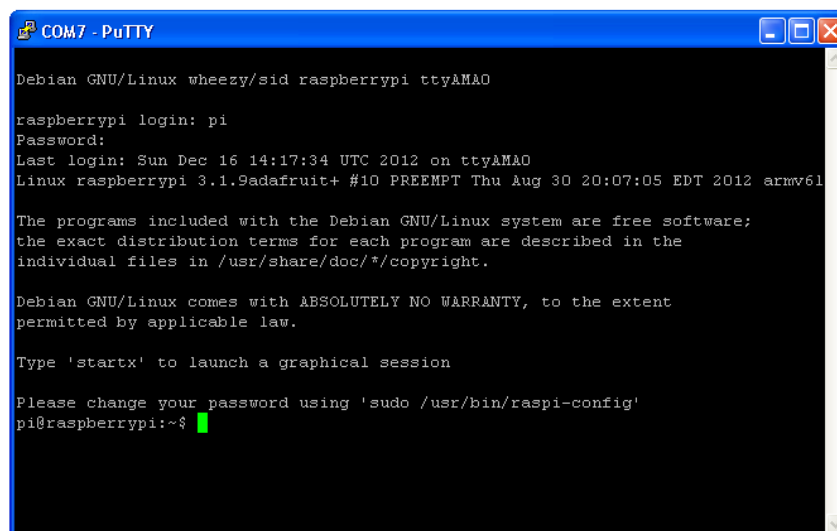 COM7 - PuTTY
Debian GNU/Linux wheezy/sid raspberrypi ttyAMA0
raspberrypi login: pi
Password:
Last login: Sun Dec 16 14:17:34 UTC 2012 on ttyAMA0
Linux raspberrypi 3.1.9adafruit+ #10 PREEMPT Thu Aug 30 20:07:05 EDT 2012 armv6l
The programs included with the Debian GNU/Linux system are free software;
the exact distribution terms for each program are described in the
individual files in /usr/share/doc/*/copyright.
Debian GNU/Linux comes with ABSOLUTELY NO WARRANTY, to the extent
permitted by applicable law.
Type 'startx' to launch a graphical session
Please change your password using 'sudo /usr/bin/raspi-config'
pi@raspberrypi:~$